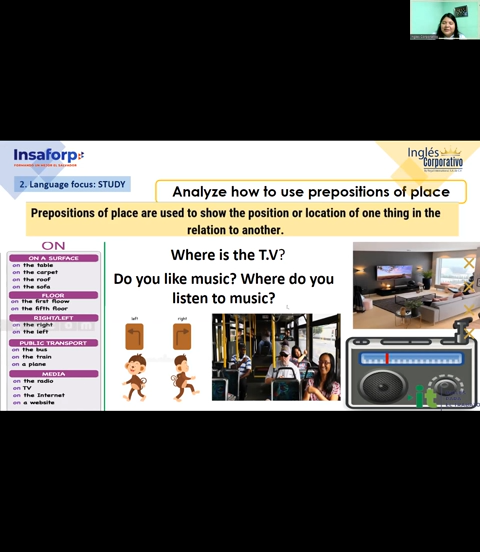 Insaforp
Inglés
Corporativo
2. Language focus: STUDY
Analyze how to use prepositions of place
Prepositions of place are used to show the position or location of one thing in the
relation to another.
ON
ON A SURFACE
on the table
on the carpet
on the roof
on the sofa
FLOOR
on the first floow
on the fifth floor
RIGHT/LEFT
on the right
on the left
PUBLIC TRANSPORT
on the bus
on the train
on a plane
MEDIA
on the radio
on TV
on the Internet
on a website
Where is the T.V?
Do you like music? Where do you
listen to music?
left
right
it